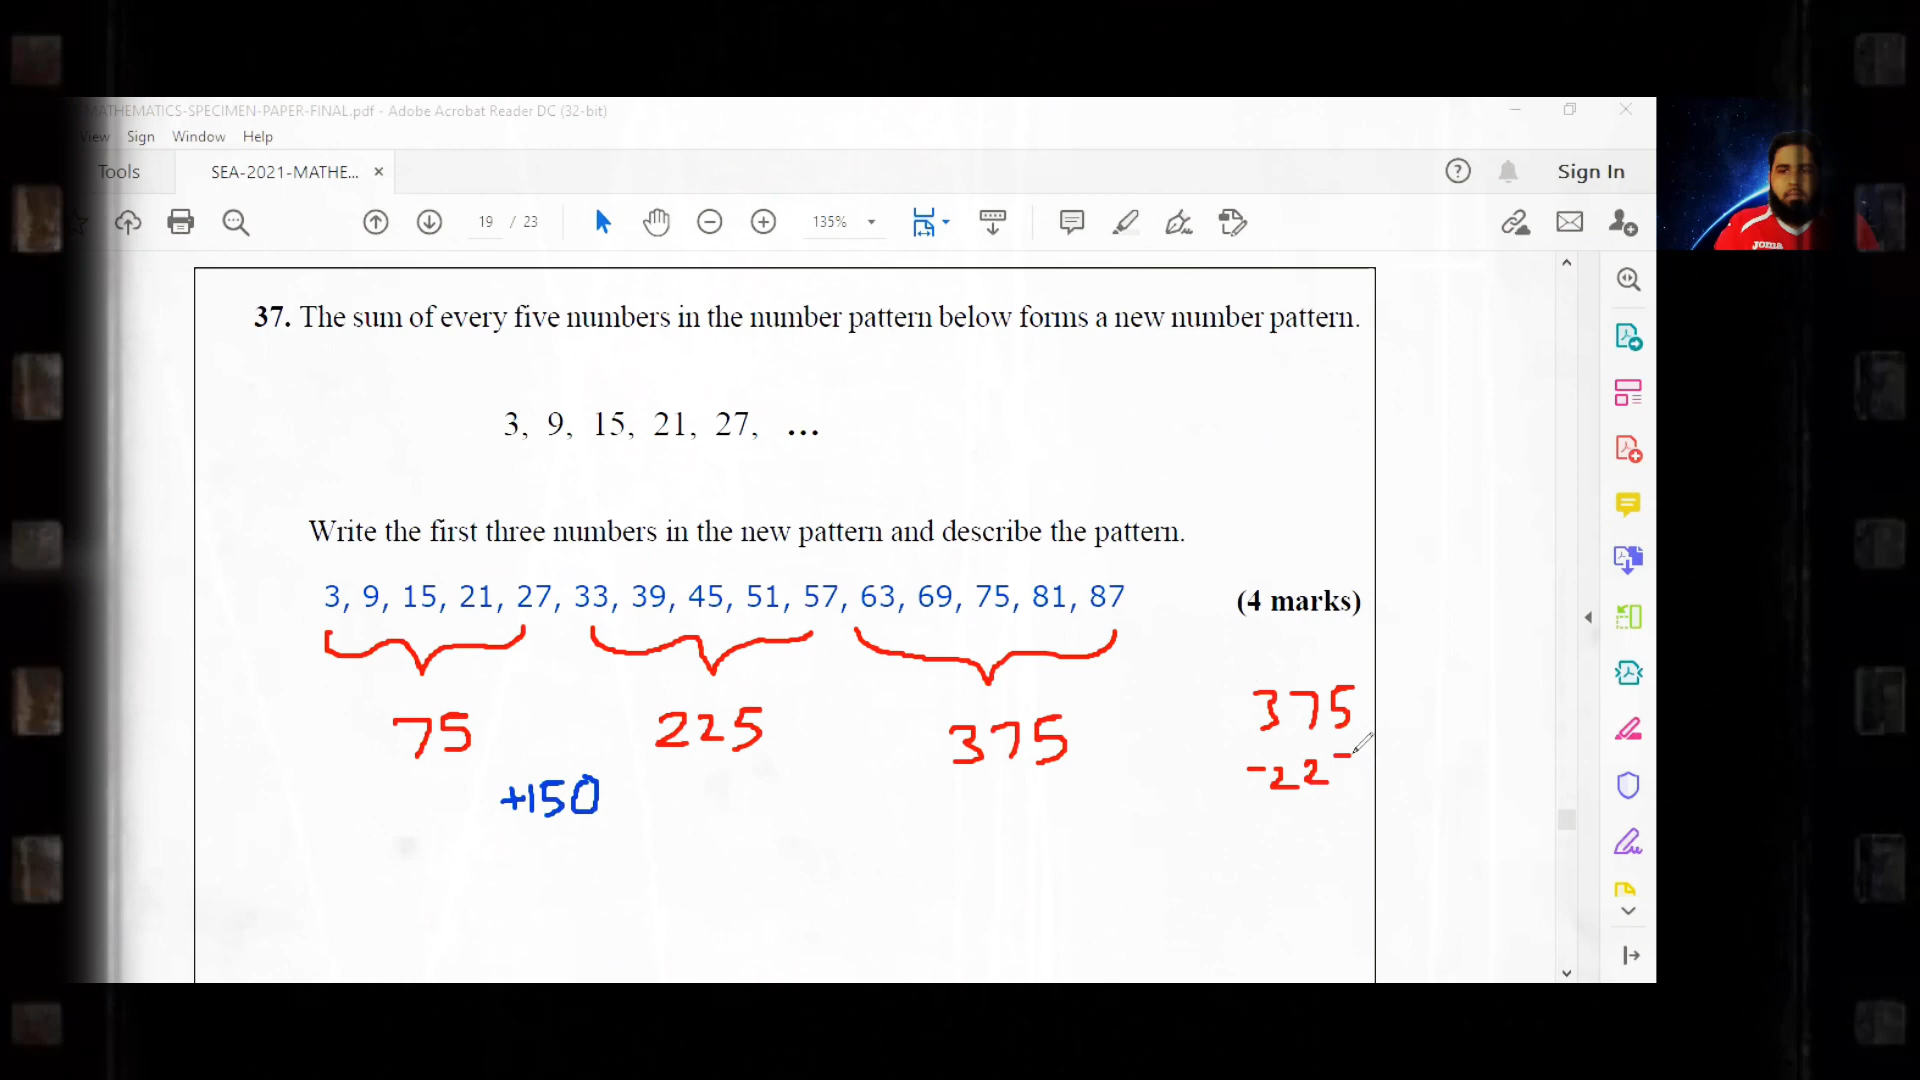 MATHEMATICS-SPECIMEN-PAPER-FINAL.pdf - Adobe Acrobat Reader DC (32-bit)
View Sign Window Help
Tools SEA-2021-MATHE... Sign In
19 / 23 135%
37. The sum of every five numbers in the number pattern below forms a new number pattern.
3, 9, 15, 21, 27, ...
Write the first three numbers in the new pattern and describe the pattern.
3, 9, 15, 21, 27, 33, 39, 45, 51, 57, 63, 69, 75, 81, 87
(4 marks)
75 225 375
375
-22
+150
joma